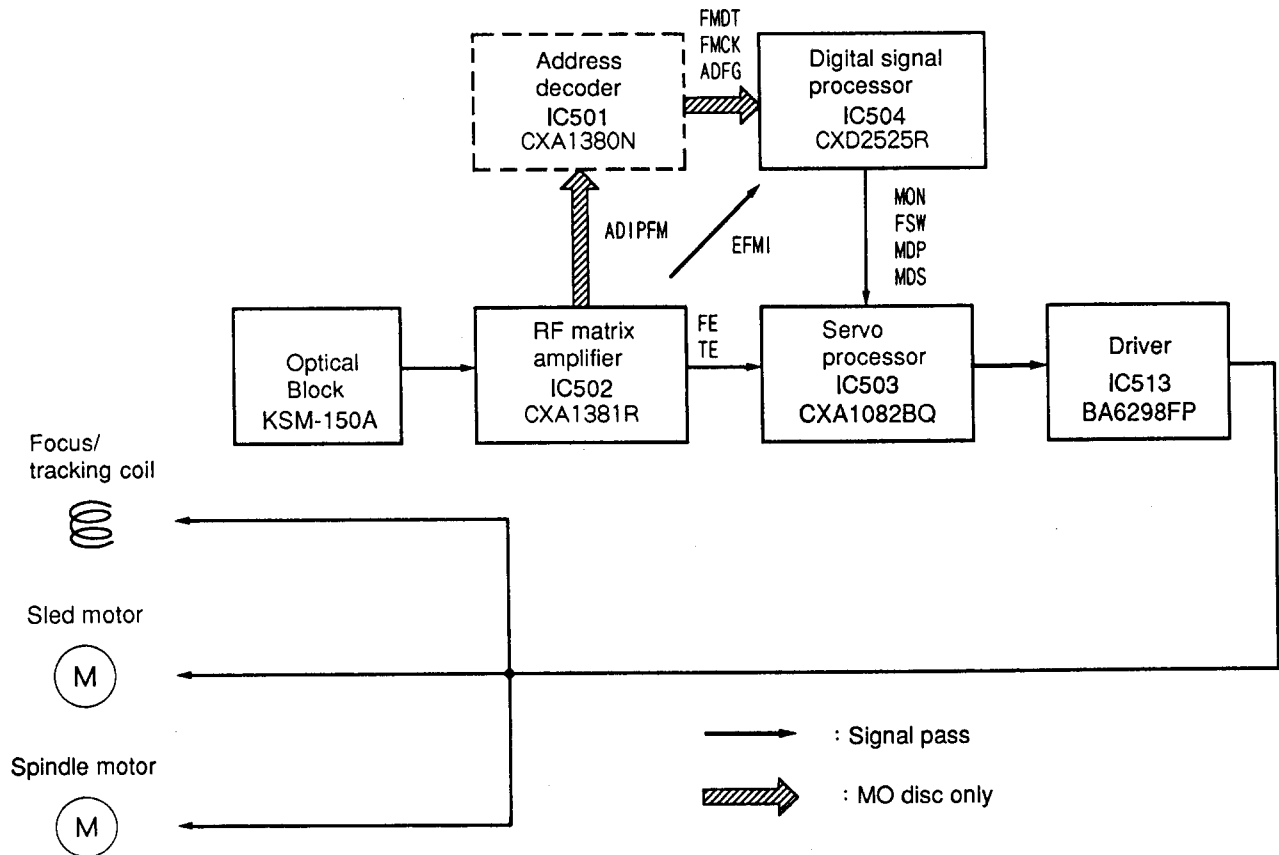 FMDT
FMCK
ADFG
Address
decoder
IC501
CXA1380N
Digital signal
processor
IC504
CXD2525R
ADIPFM
EFMI
MON
FSW
MDP
MDS
Optical
Block
KSM-150A
RF matrix
amplifier
IC502
CXA1381R
FE
TE
Servo
processor
IC503
CXA1082BQ
Driver
IC513
BA6298FP
Focus/
tracking coil
Sled motor
M
Spindle motor
M
: Signal pass
: MO disc only